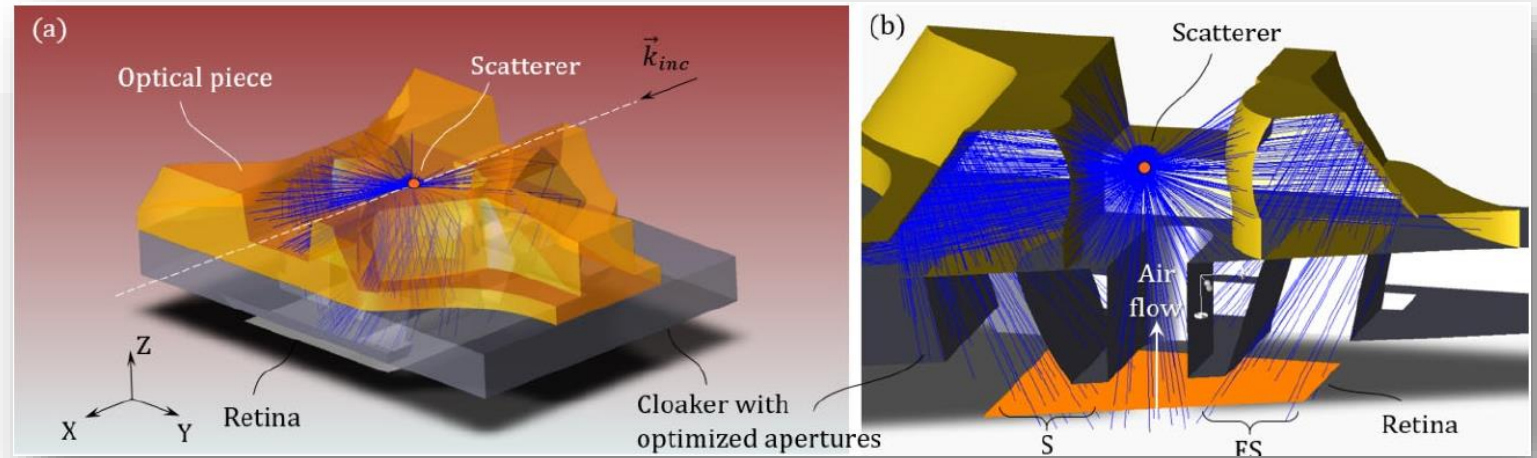 (a)
Optical piece
Scatterer
k⃗inc
Z
X
Y
Retina
Cloaker with
optimized apertures
(b)
Scatterer
Air
flow
S
FS
Retina